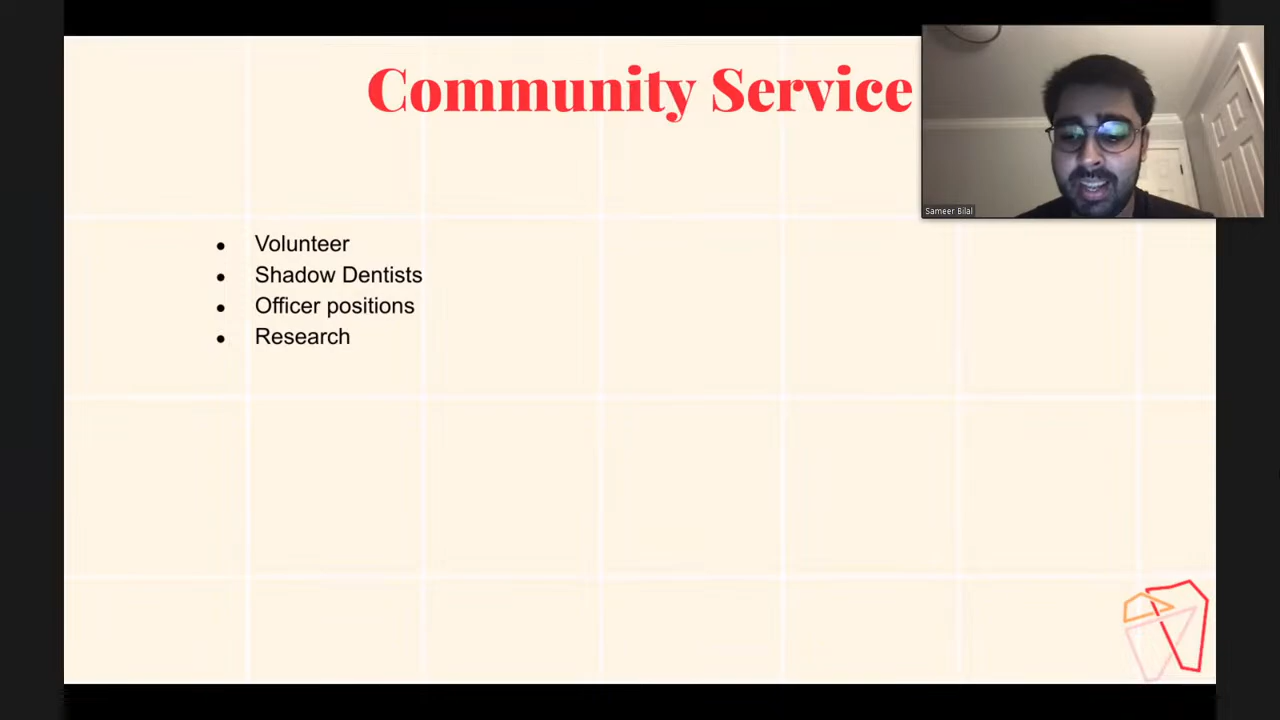 Community Service
Sameer Bilal
• Volunteer
• Shadow Dentists
• Officer positions
• Research